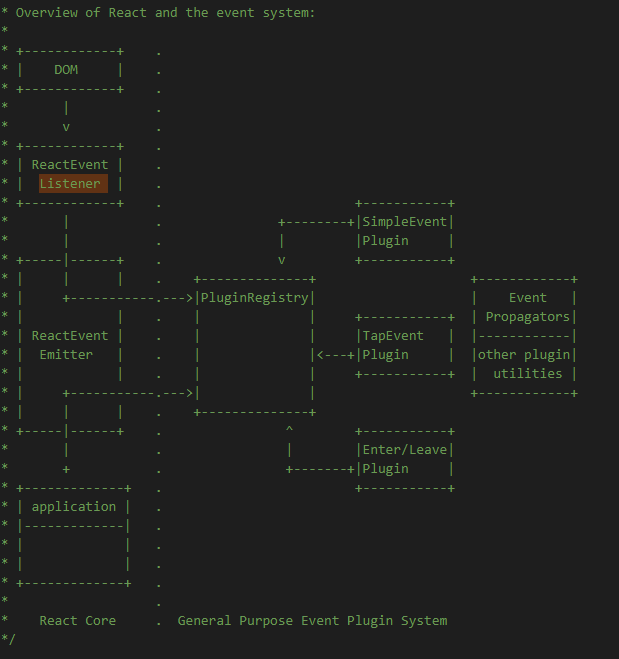 * Overview of React and the event system:
*
* +------------+    .
* |    DOM     |    .
* +------------+    .
*       |           .
*       v           .
* +------------+    .
* | ReactEvent |    .
* |  Listener  |    .
* +------------+    .                         +-----------+
*       |           .               +--------+|SimpleEvent|
*       |           .               |         |Plugin     |
* +-----|------+    .               v         +-----------+
* |     |      |    .    +--------------+                    +------------+
* |     +-----------.--->|PluginRegistry|                    |    Event   |
* |            |    .    |              |     +-----------+  | Propagators|
* | ReactEvent |    .    |              |     |TapEvent   |  |------------|
* |  Emitter   |    .    |              |<---+|Plugin     |  |other plugin|
* |            |    .    |              |     +-----------+  |  utilities |
* |     +-----------.--->|              |                    +------------+
* |     |      |    .    +--------------+
* +-----|------+    .                ^        +-----------+
*       |           .                |        |Enter/Leave|
*       +           .                +-------+|Plugin     |
* +-------------+   .                         +-----------+
* | application |   .
* |-------------|   .
* |             |   .
* |             |   .
* +-------------+   .
*                   .
*    React Core     .  General Purpose Event Plugin System
*/